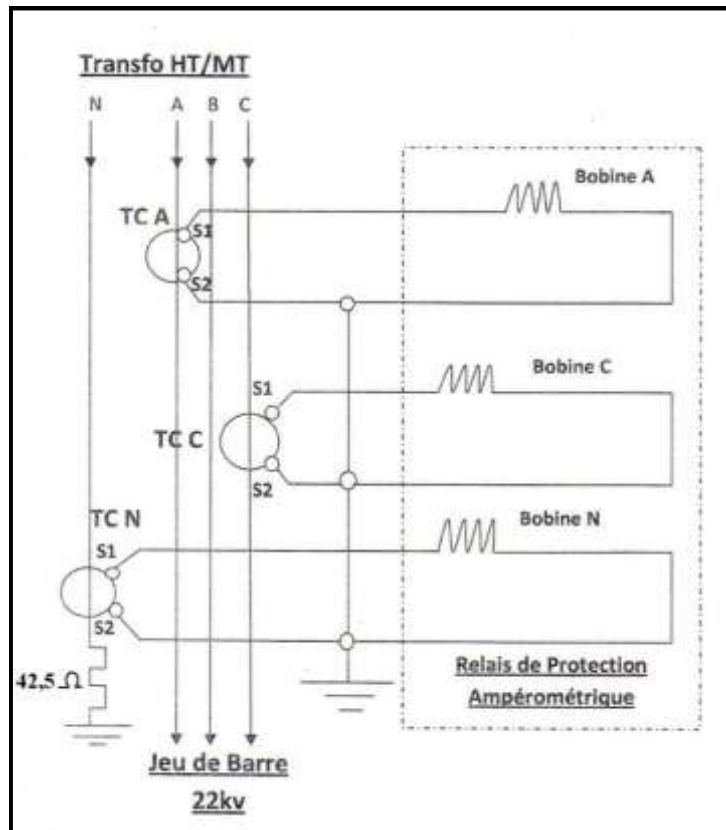 Transfo HT/MT
N A B C
Bobine A
TC A
S1
S2
Bobine C
S1
TC C
S2
Bobine N
TC N
S1
S2
42,5 Ω
Relais de Protection
Ampérométrique
Jeu de Barre
22kv